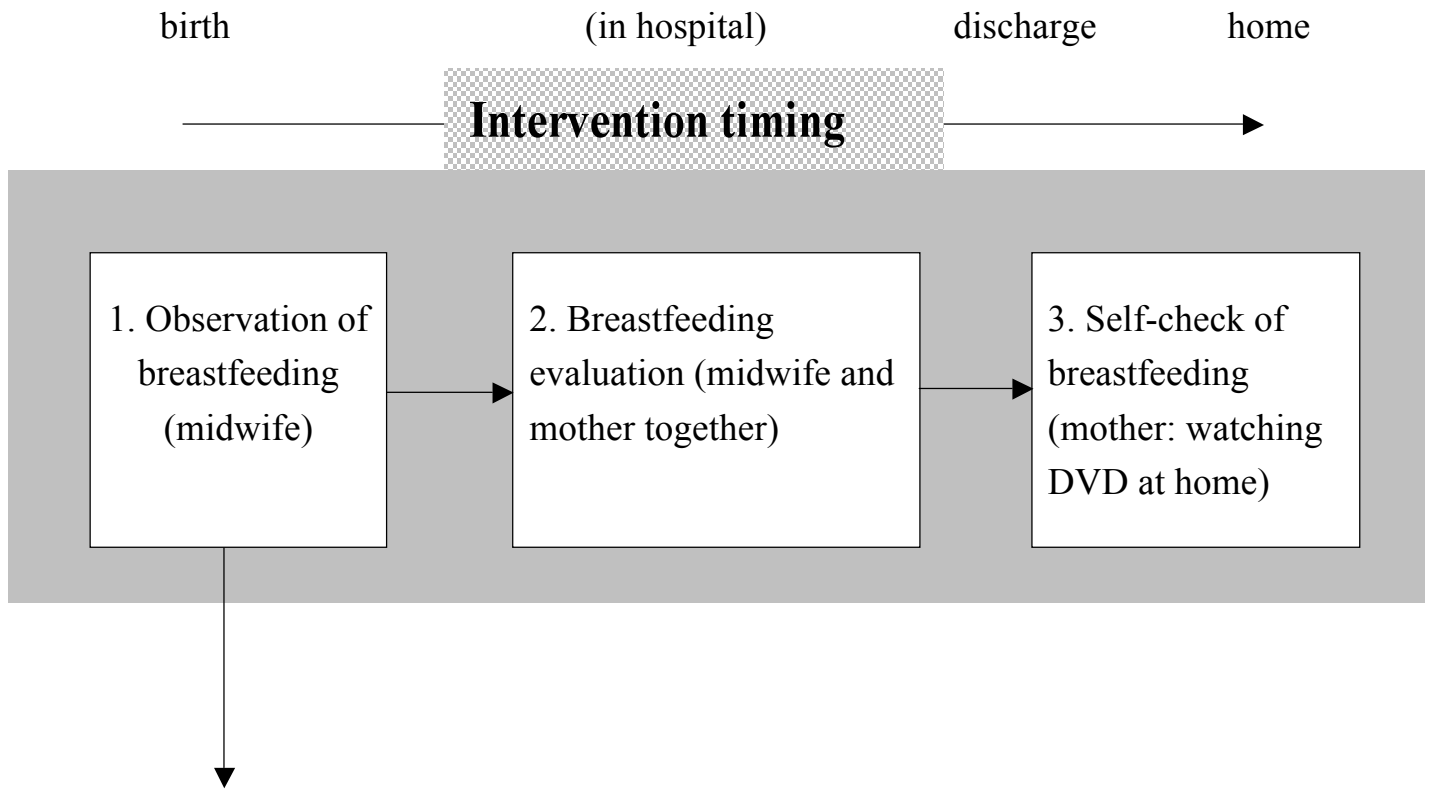 birth (in hospital) discharge home
Intervention timing
1. Observation of
breastfeeding
(midwife)
2. Breastfeeding
evaluation (midwife and
mother together)
3. Self-check of
breastfeeding
(mother: watching
DVD at home)